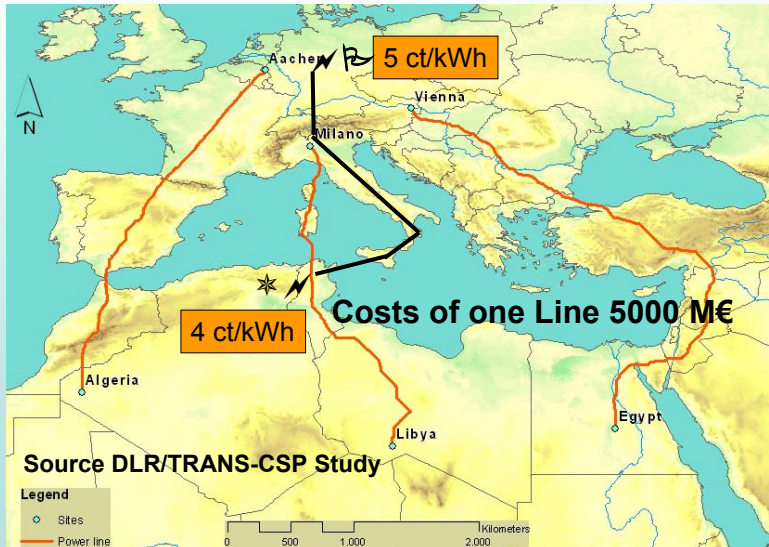 Aachen
5 ct/kWh
Vienna
N
Milano
Costs of one Line 5000 M€
4 ct/kWh
Algeria
Libya
Egypt
Source DLR/TRANS-CSP Study
Legend
Sites
Power line
Kilometers
0 500 1.000 2.000